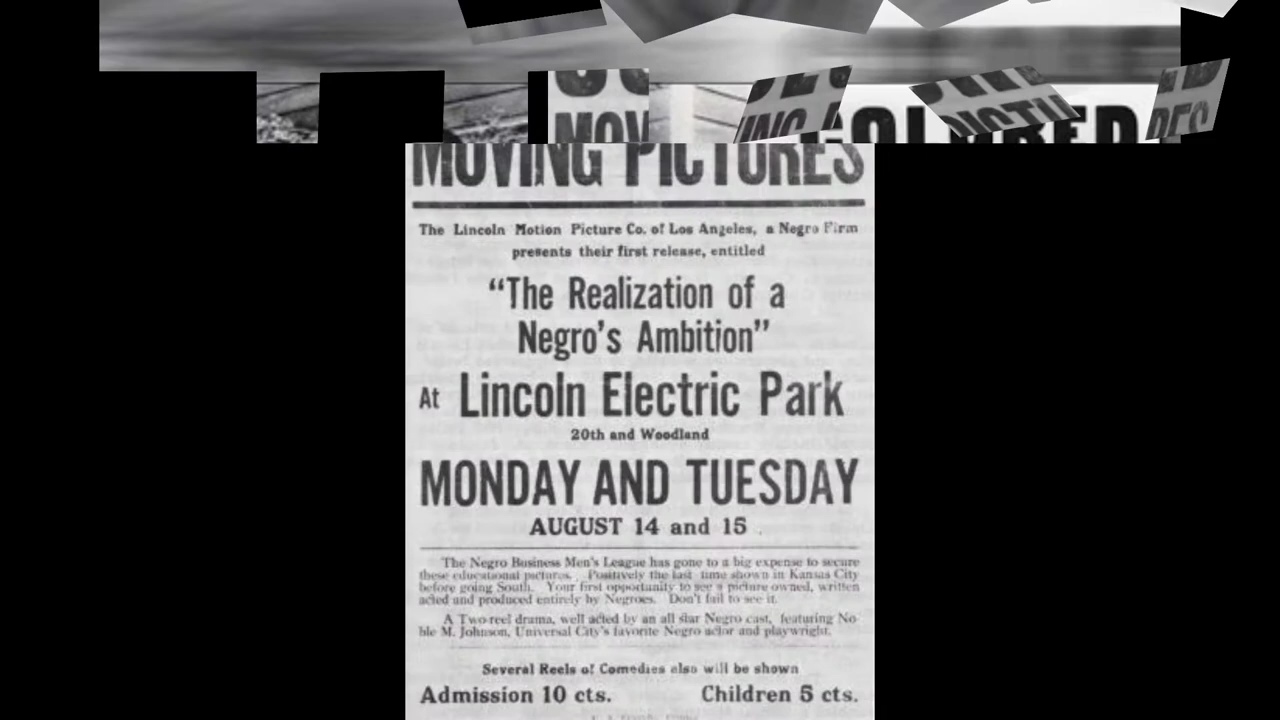 MOV
COLORED
MOVING PICTURES
The Lincoln Motion Picture Co. of Los Angeles, a Negro Firm
presents their first release, entitled
“The Realization of a
Negro’s Ambition”
At Lincoln Electric Park
20th and Woodland
MONDAY AND TUESDAY
AUGUST 14 and 15
The Negro Business Men's League has gone to a big expense to secure
these educational pictures. Positively the last time shown in Kansas City
before going South. Your first opportunity to see a picture owned, written
acted and produced entirely by Negroes. Don't fail to see it.
A Two-reel drama, well acted by an all star Negro cast, featuring No-
ble M. Johnson, Universal City's favorite Negro actor and playwright.
Several Reels of Comedies also will be shown
Admission 10 cts. Children 5 cts.